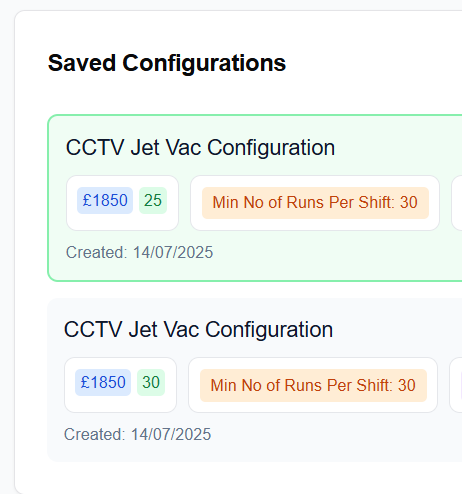 Saved Configurations
CCTV Jet Vac Configuration
£1850 25 Min No of Runs Per Shift: 30
Created: 14/07/2025
CCTV Jet Vac Configuration
£1850 30 Min No of Runs Per Shift: 30
Created: 14/07/2025